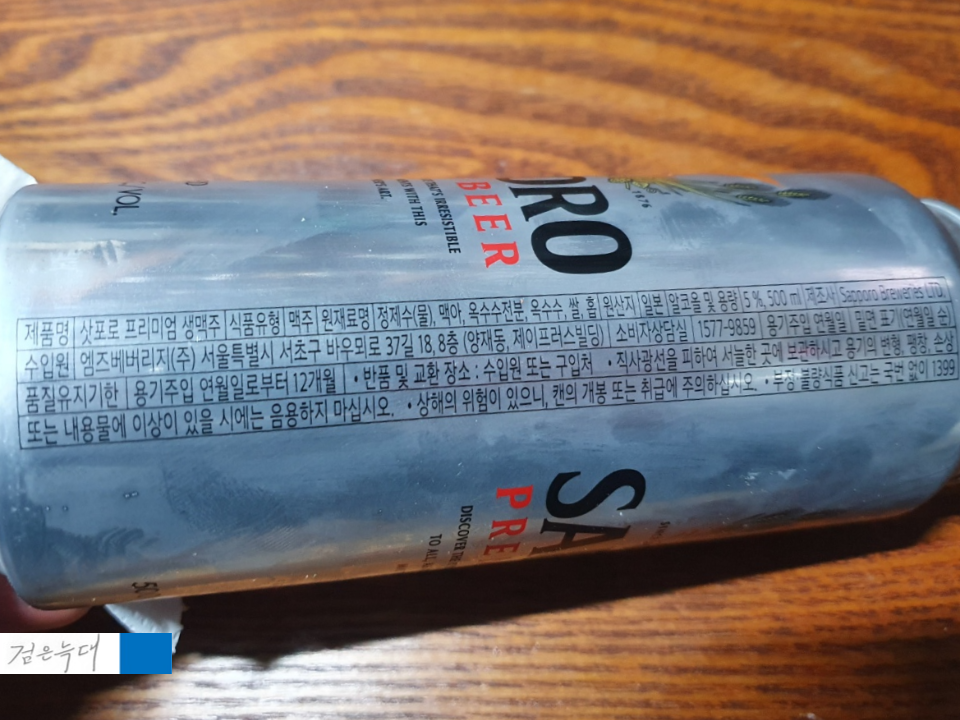 VOL.
ORO
BEER
THAT'S IRRESISTIBLE
WITH THIS
1876
제품명 삿포로 프리미엄 생맥주 식품유형 맥주 원재료명 정제수(물), 맥아, 옥수수전분, 옥수수, 쌀, 홉 원산지 일본 알코올 및 용량 5%, 500 ml 제조사 Sapporo Breweries LTD
수입원 엠즈베버리지(주) 서울특별시 서초구 바우뫼로 37길 18, 8층 (양재동, 제이프러스빌딩) 소비자상담실 1577-9859 용기주입 연월일 밑면 표기(연월일 순)
품질유지기한 용기주입 연월일로부터 12개월 • 반품 및 교환 장소 : 수입원 또는 구입처 • 직사광선을 피하여 서늘한 곳에 보관하시고 용기의 변형, 팽창, 손상
또는 내용물에 이상이 있을 시에는 음용하지 마십시오. • 상해의 위험이 있으니, 캔의 개봉 또는 취급에 주의하십시오. • 부정·불량식품 신고는 국번 없이 1399
SA
PRE
DISCOVER THE
TO ALL
검은늑대